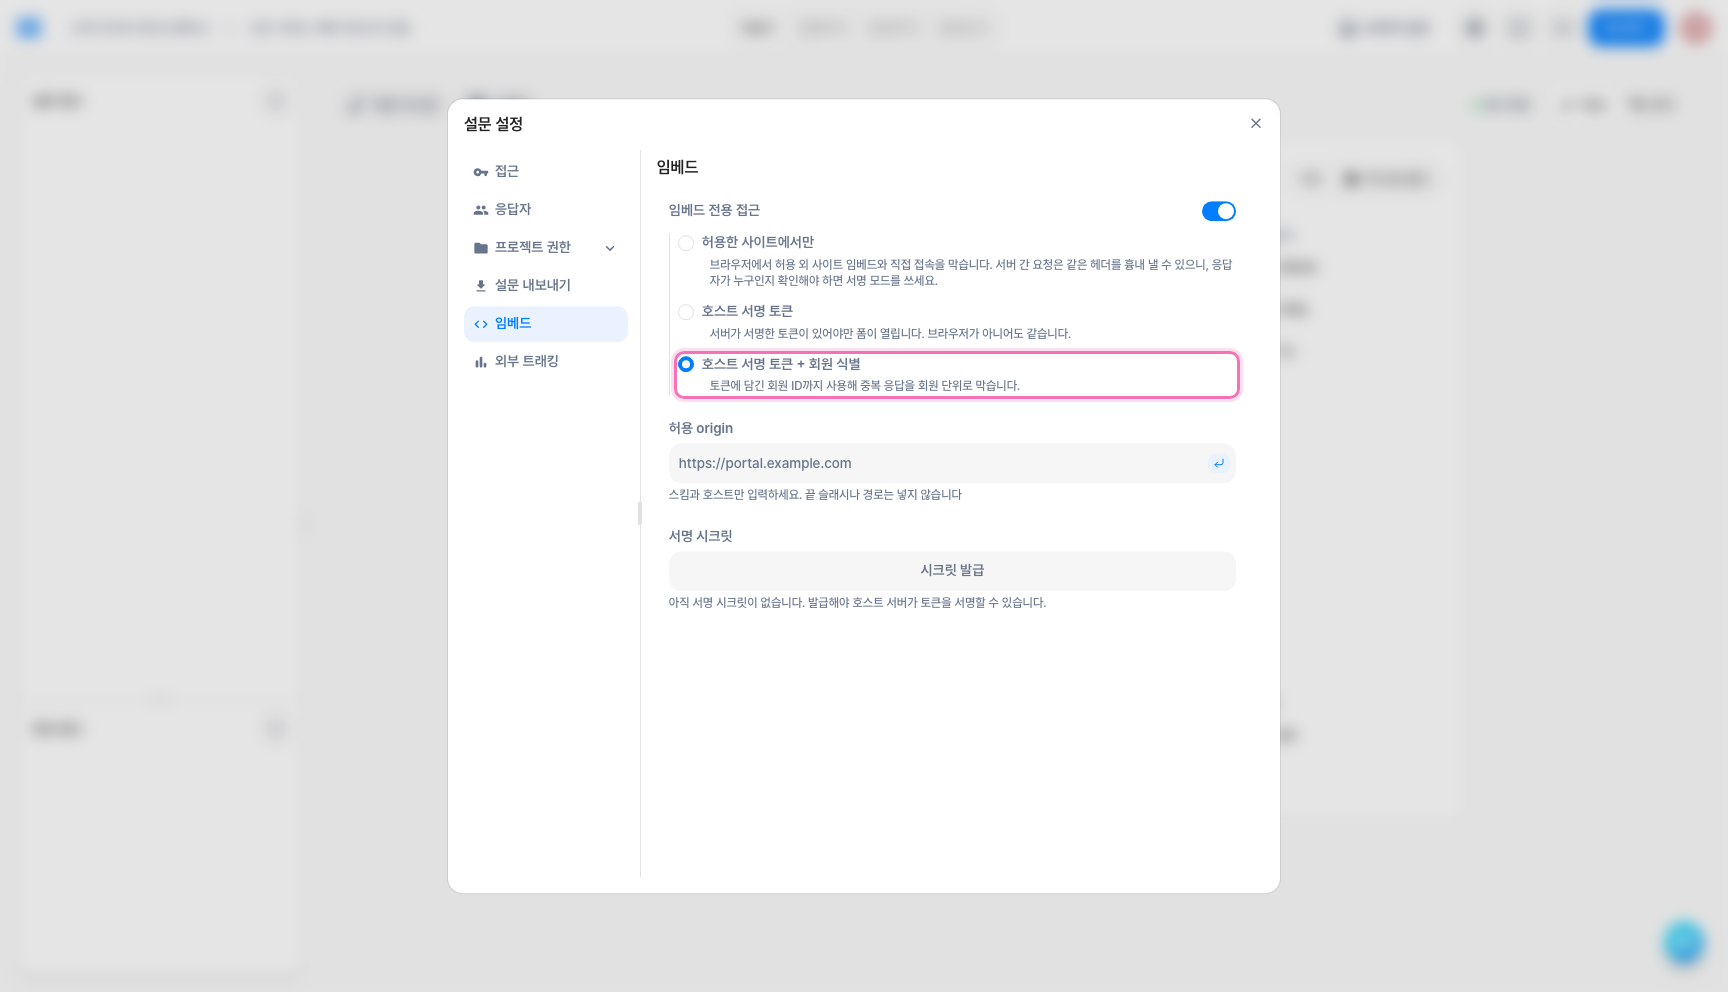 설문 설정
접근
응답자
프로젝트 권한
설문 내보내기
임베드
외부 트래킹
임베드
임베드 전용 접근
허용한 사이트에서만
브라우저에서 허용 외 사이트 임베드와 직접 접속을 막습니다. 서버 간 요청은 같은 헤더를 흉내 낼 수 있으니, 응답
자가 누구인지 확인해야 하면 서명 모드를 쓰세요.
호스트 서명 토큰
서버가 서명한 토큰이 있어야만 폼이 열립니다. 브라우저가 아니어도 같습니다.
호스트 서명 토큰 + 회원 식별
토큰에 담긴 회원 ID까지 사용해 중복 응답을 회원 단위로 막습니다.
허용 origin
https://portal.example.com
스킴과 호스트만 입력하세요. 끝 슬래시나 경로는 넣지 않습니다
서명 시크릿
시크릿 발급
아직 서명 시크릿이 없습니다. 발급해야 호스트 서버가 토큰을 서명할 수 있습니다.